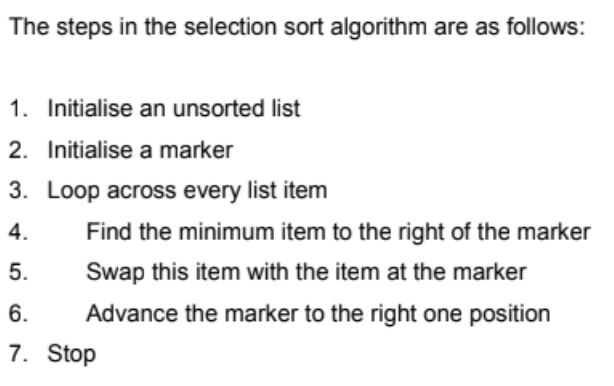 The steps in the selection sort algorithm are as follows:
1. Initialise an unsorted list
2. Initialise a marker
3. Loop across every list item
4. Find the minimum item to the right of the marker
5. Swap this item with the item at the marker
6. Advance the marker to the right one position
7. Stop